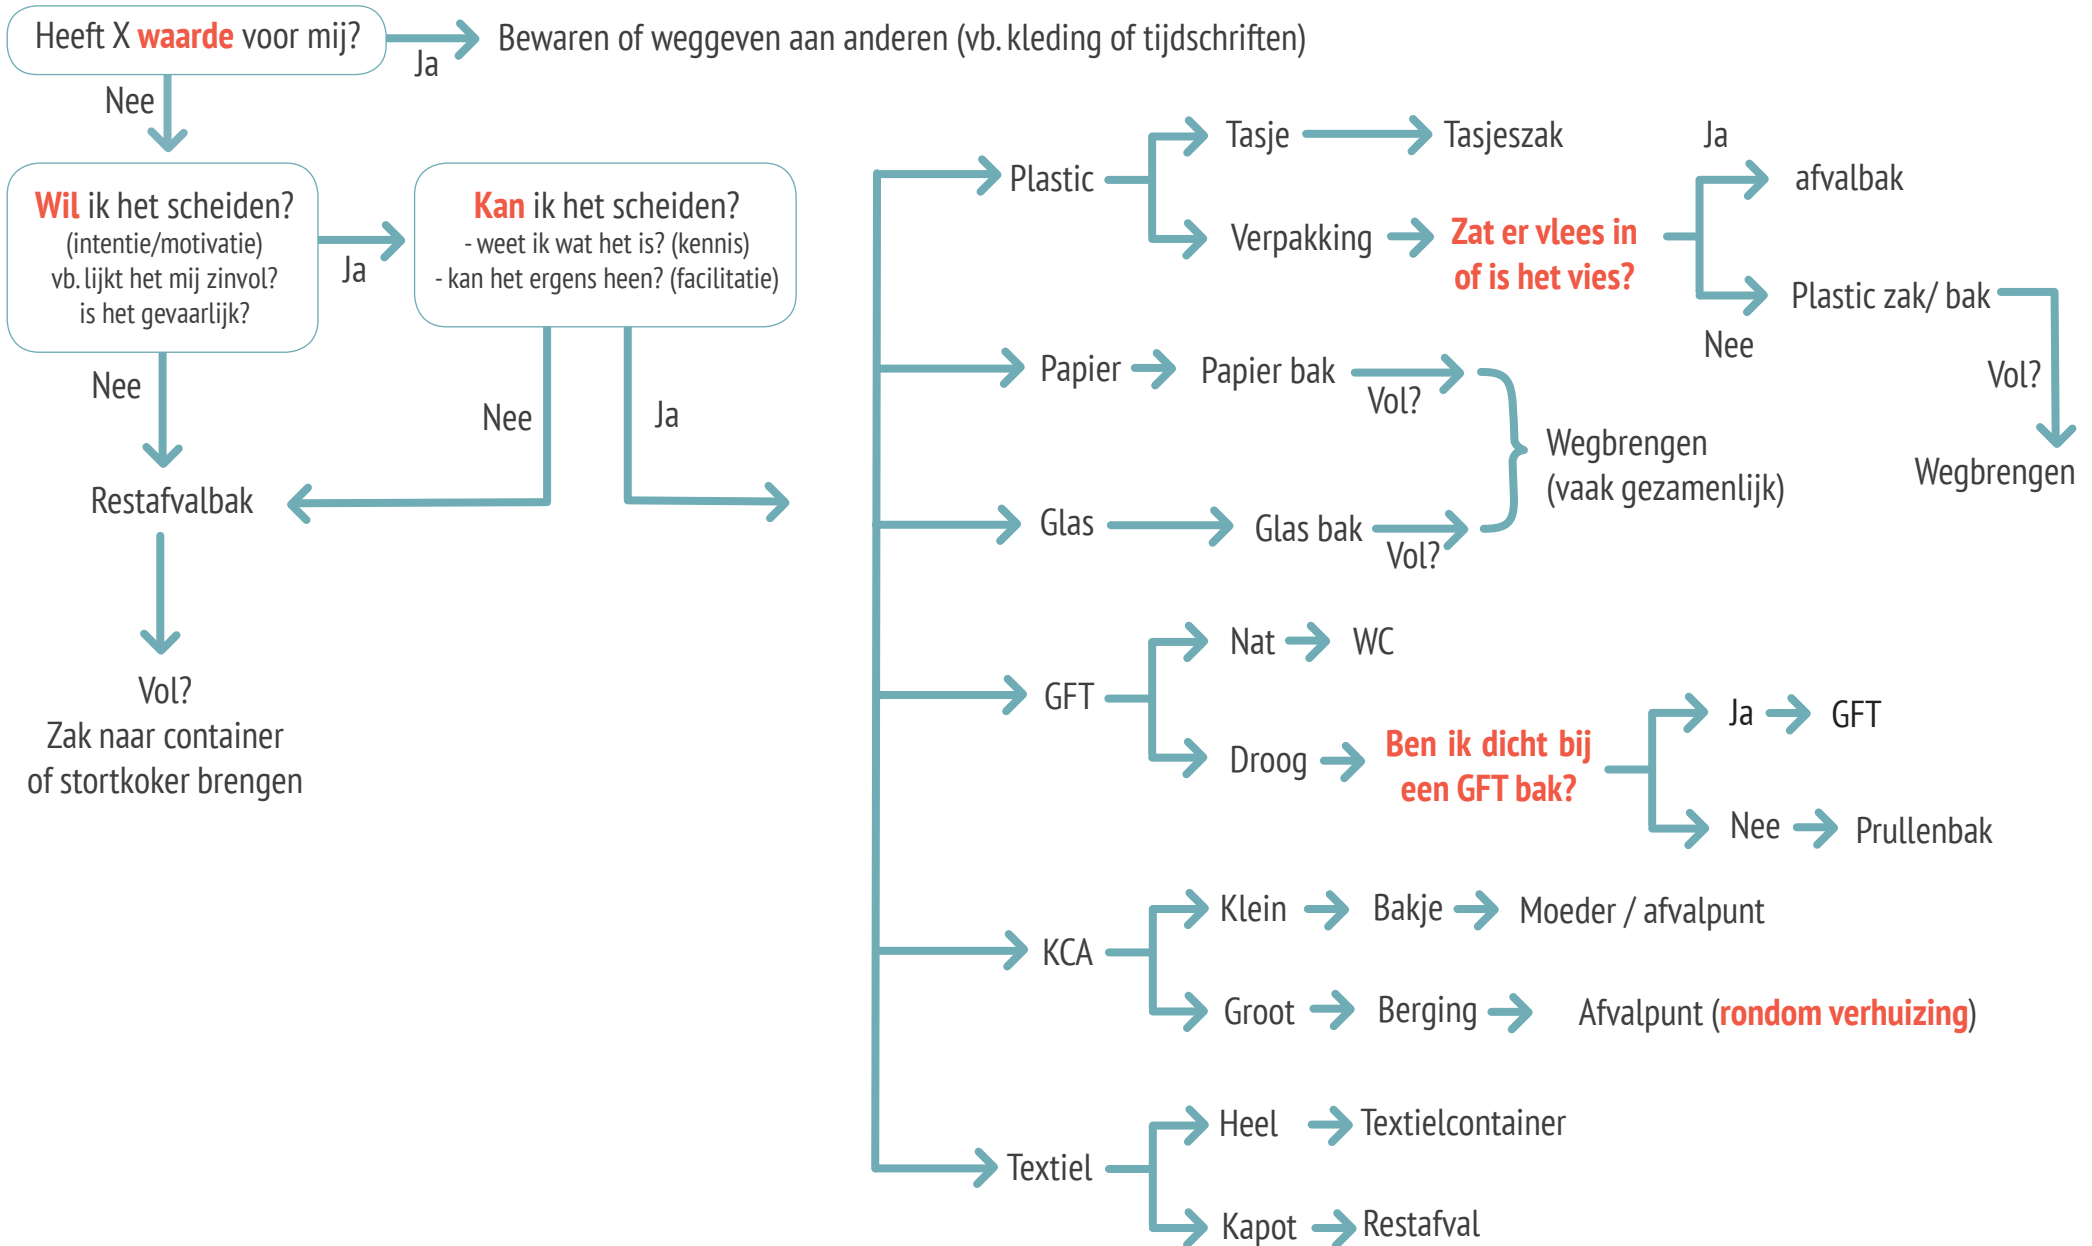 Heeft X waarde voor mij?
Ja
Bewaren of weggeven aan anderen (vb. kleding of tijdschriften)
Nee
Wil ik het scheiden?
(intentie/motivatie)
vb. lijkt het mij zinvol?
is het gevaarlijk?
Ja
Nee
Kan ik het scheiden?
- weet ik wat het is? (kennis)
- kan het ergens heen? (facilitatie)
Nee
Ja
Restafvalbak
Vol?
Zak naar container
of stortkoker brengen
Plastic
Tasje
Tasjeszak
Verpakking
Zat er vlees in
of is het vies?
Ja
afvalbak
Nee
Plastic zak/ bak
Vol?
Wegbrengen
Papier
Papier bak
Vol?
Glas
Glas bak
Vol?
Wegbrengen
(vaak gezamenlijk)
GFT
Nat
WC
Droog
Ben ik dicht bij
een GFT bak?
Ja
GFT
Nee
Prullenbak
KCA
Klein
Bakje
Moeder / afvalpunt
Groot
Berging
Afvalpunt (rondom verhuizing)
Textiel
Heel
Textielcontainer
Kapot
Restafval